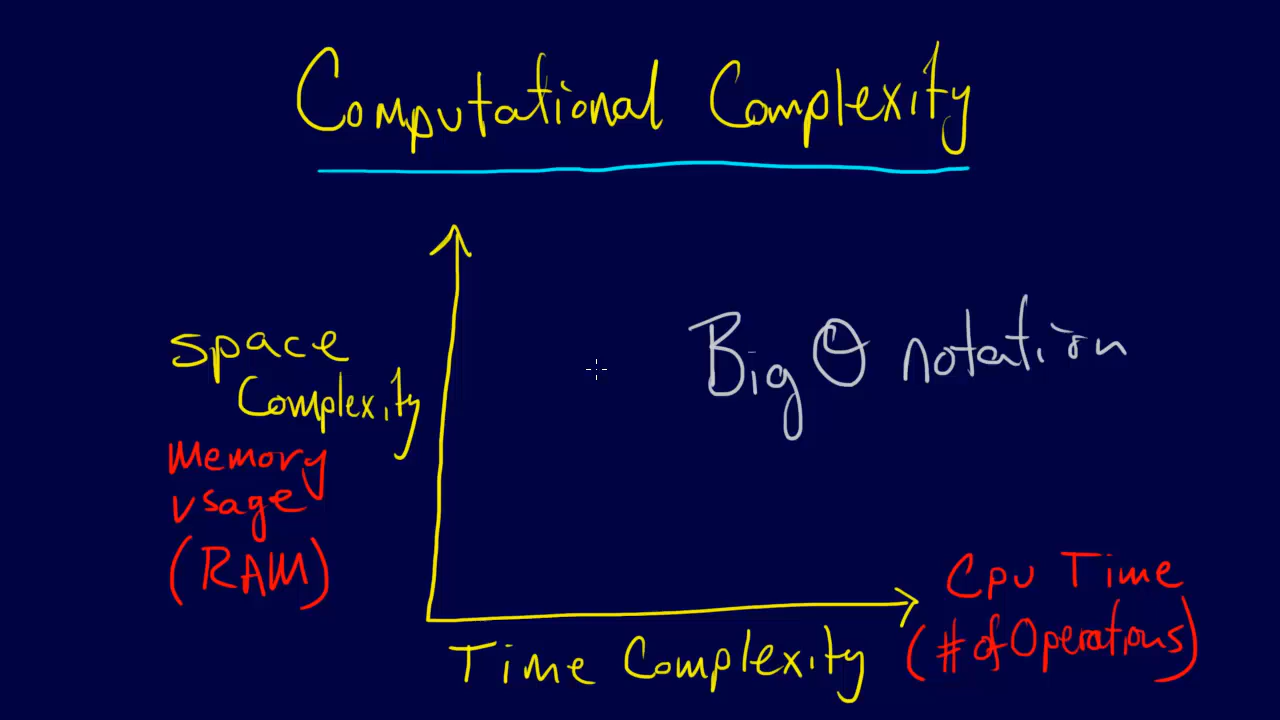 Computational Complexity
Space
Complexity
Memory
usage
(RAM)
Big O notation
Time Complexity
Cpu Time
(# of Operations)